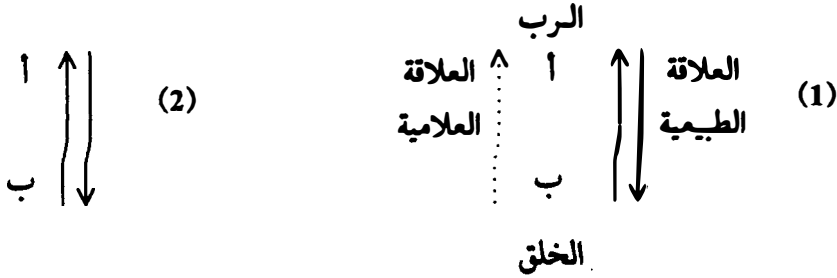 (1)
الرب
العلاقة
الطبيعية
أ
العلاقة
العلامية
ب
الخلق
(2)
أ
ب